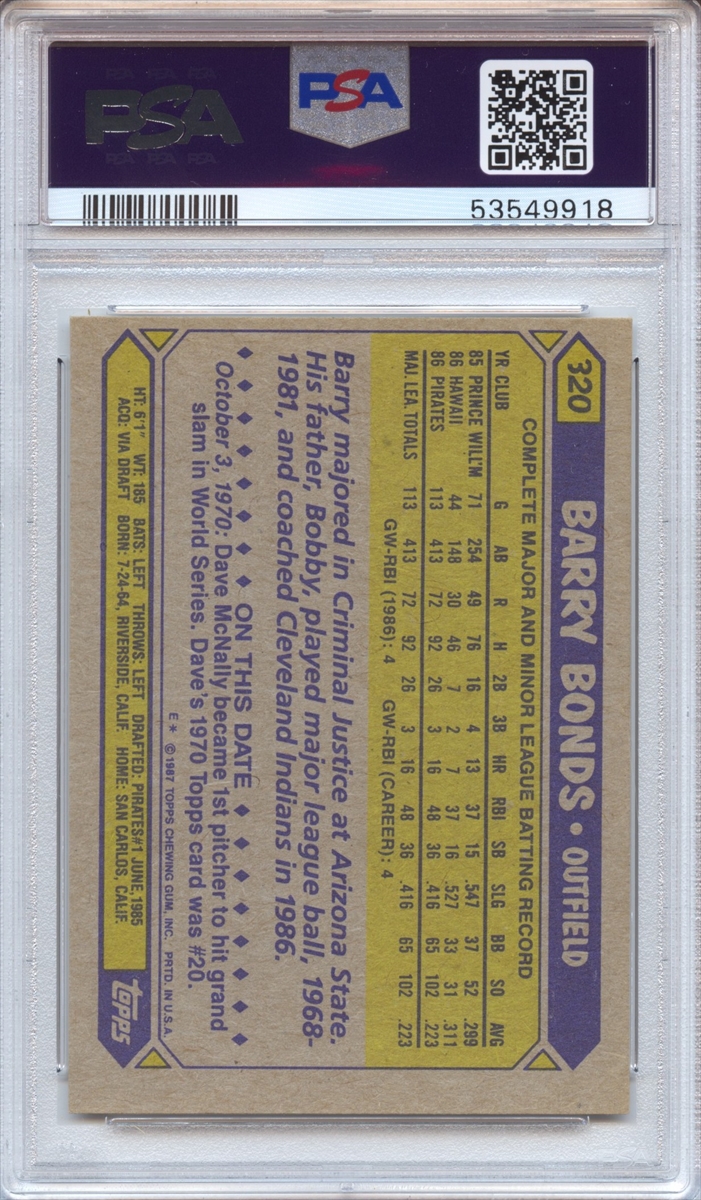 PSA
PSA PSA PSA
PSA
PSA PSA PSA
53549918
320
BARRY BONDS • OUTFIELD
COMPLETE MAJOR AND MINOR LEAGUE BATTING RECORD
YR CLUB G AB R H 2B 3B HR RBI SB SLG BB SO AVG
85 PRINCE WILL'M 71 254 49 76 16 4 13 37 15 .547 37 52 .299
86 HAWAII 44 148 30 46 7 2 7 37 16 .527 33 31 .311
86 PIRATES 113 413 72 92 26 3 16 48 36 .416 65 102 .223
MAJ. LEA. TOTALS 113 413 72 92 26 3 16 48 36 .416 65 102 .223
GW-RBI (1986): 4 GW-RBI (CAREER): 4
Barry majored in Criminal Justice at Arizona State.
His father, Bobby, played major league ball, 1968-
1981, and coached Cleveland Indians in 1986.
ON THIS DATE
October 3, 1970: Dave McNally became 1st pitcher to hit grand
slam in World Series. Dave's 1970 Topps card was #20.
E* ©1987 TOPPS CHEWING GUM, INC. PRTD. IN U.S.A.
HT: 6'1" WT: 185 BATS: LEFT THROWS: LEFT DRAFTED: PIRATES#1 JUNE, 1985
ACQ: VIA DRAFT BORN: 7-24-64, RIVERSIDE, CALIF. HOME: SAN CARLOS, CALIF.
topps